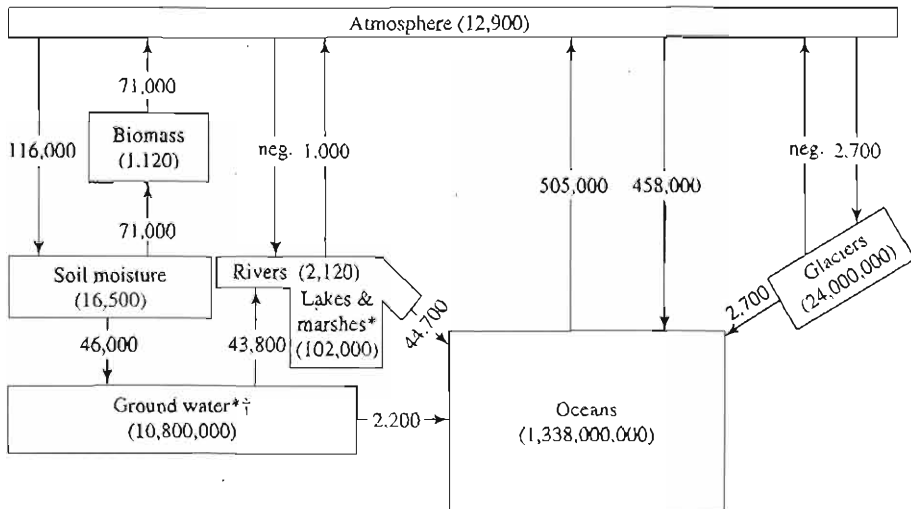 Atmosphere (12,900)
71,000
Biomass
(1.120)
116,000
neg.
1.000
505,000
458,000
neg.
2.700
71,000
Soil moisture
(16,500)
Rivers (2,120)
Lakes &
marshes*
(102,000)
Glaciers
(24,000,000)
2.700
44.700
46,000
43,800
Ground water*†
(10,800,000)
2.200
Oceans
(1,338,000,000)